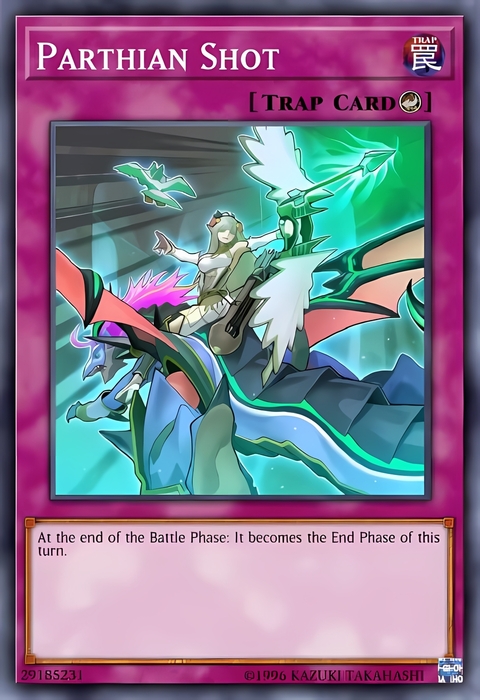 PARTHIAN SHOT
TRAP
罠
[TRAP CARD]
At the end of the Battle Phase: It becomes the End Phase of this
turn.
29185231
©1996 KAZUKI TAKAHASHI